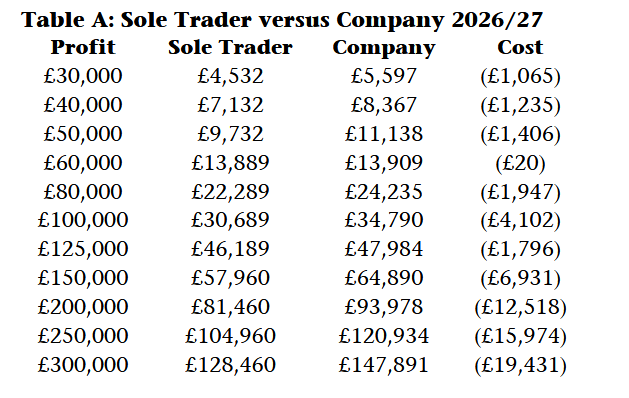 Table A: Sole Trader versus Company 2026/27
Profit Sole Trader Company Cost
£30,000 £4,532 £5,597 (£1,065)
£40,000 £7,132 £8,367 (£1,235)
£50,000 £9,732 £11,138 (£1,406)
£60,000 £13,889 £13,909 (£20)
£80,000 £22,289 £24,235 (£1,947)
£100,000 £30,689 £34,790 (£4,102)
£125,000 £46,189 £47,984 (£1,796)
£150,000 £57,960 £64,890 (£6,931)
£200,000 £81,460 £93,978 (£12,518)
£250,000 £104,960 £120,934 (£15,974)
£300,000 £128,460 £147,891 (£19,431)